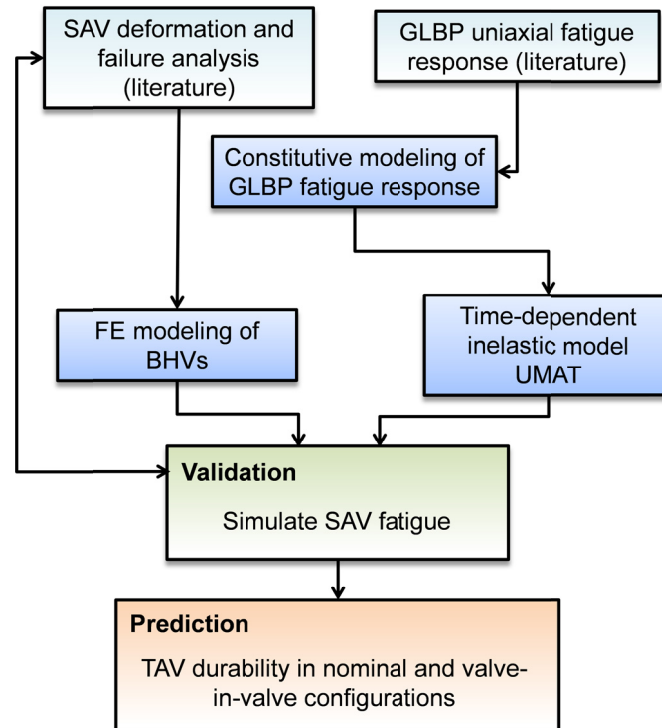 SAV deformation and
failure analysis
(literature)
GLBP uniaxial fatigue
response (literature)
Constitutive modeling of
GLBP fatigue response
FE modeling of
BHVs
Time-dependent
inelastic model
UMAT
Validation
Simulate SAV fatigue
Prediction
TAV durability in nominal and valve-
in-valve configurations